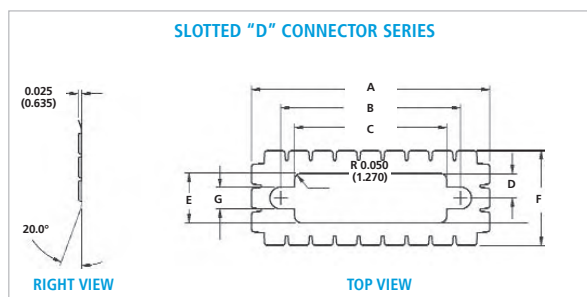 SLOTTED "D" CONNECTOR SERIES
0.025
(0.635)
A
B
C
R 0.050
(1.270)
D
E
G
F
20.0°
RIGHT VIEW
TOP VIEW